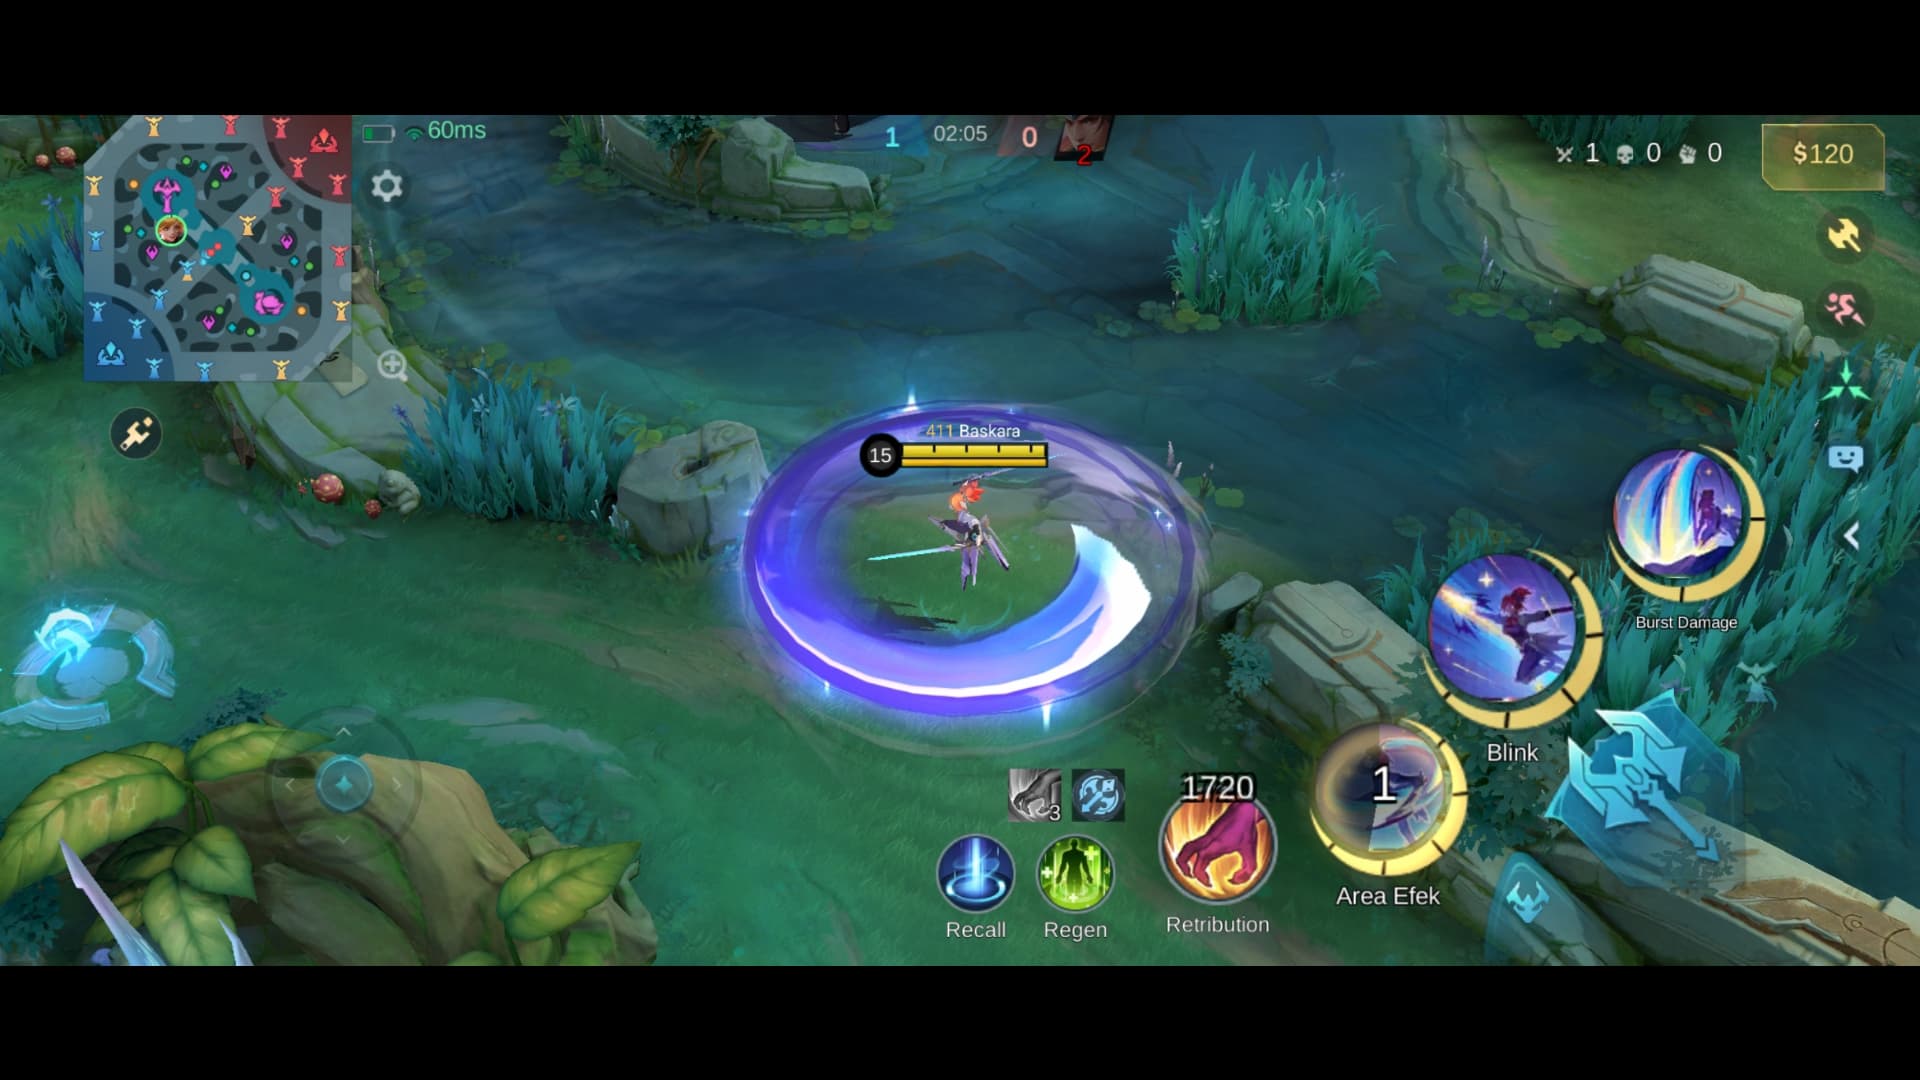 60ms
1 02:05 0
2
1 0 0
$120
411 Baskara
15
Burst Damage
Blink
1
Area Efek
3
1720
Retribution
Recall Regen